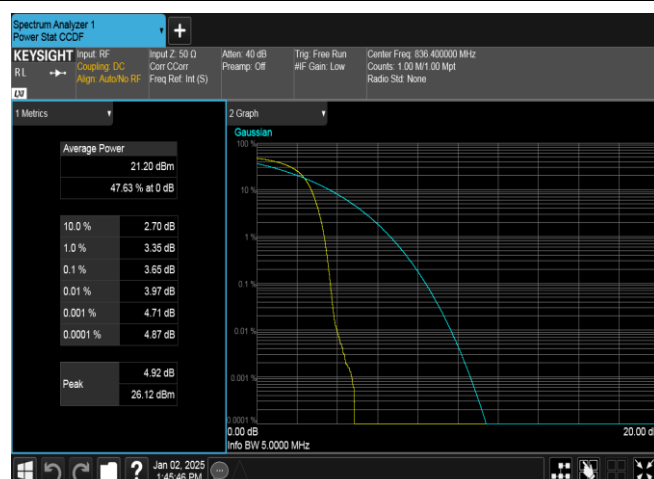 Spectrum Analyzer 1
Power Stat CCDF
KEYSIGHT
RL
LXI
Input: RF
Coupling: DC
Align: Auto/No RF
Input Z: 50 Ω
Corr CCorr
Freq Ref: Int (S)
Atten: 40 dB
Preamp: Off
Trig: Free Run
#IF Gain: Low
Center Freq: 836.400000 MHz
Counts: 1.00 M/1.00 Mpt
Radio Std: None
1 Metrics
Average Power
21.20 dBm
47.63 % at 0 dB
10.0 % 2.70 dB
1.0 % 3.35 dB
0.1 % 3.65 dB
0.01 % 3.97 dB
0.001 % 4.71 dB
0.0001 % 4.87 dB
Peak
4.92 dB
26.12 dBm
2 Graph
Gaussian
100 %
10 %
1 %
0.1 %
0.01 %
0.001 %
0.0001 %
0.00 dB
20.00 d
Info BW 5.0000 MHz
?
Jan 02, 2025
1:45:46 PM